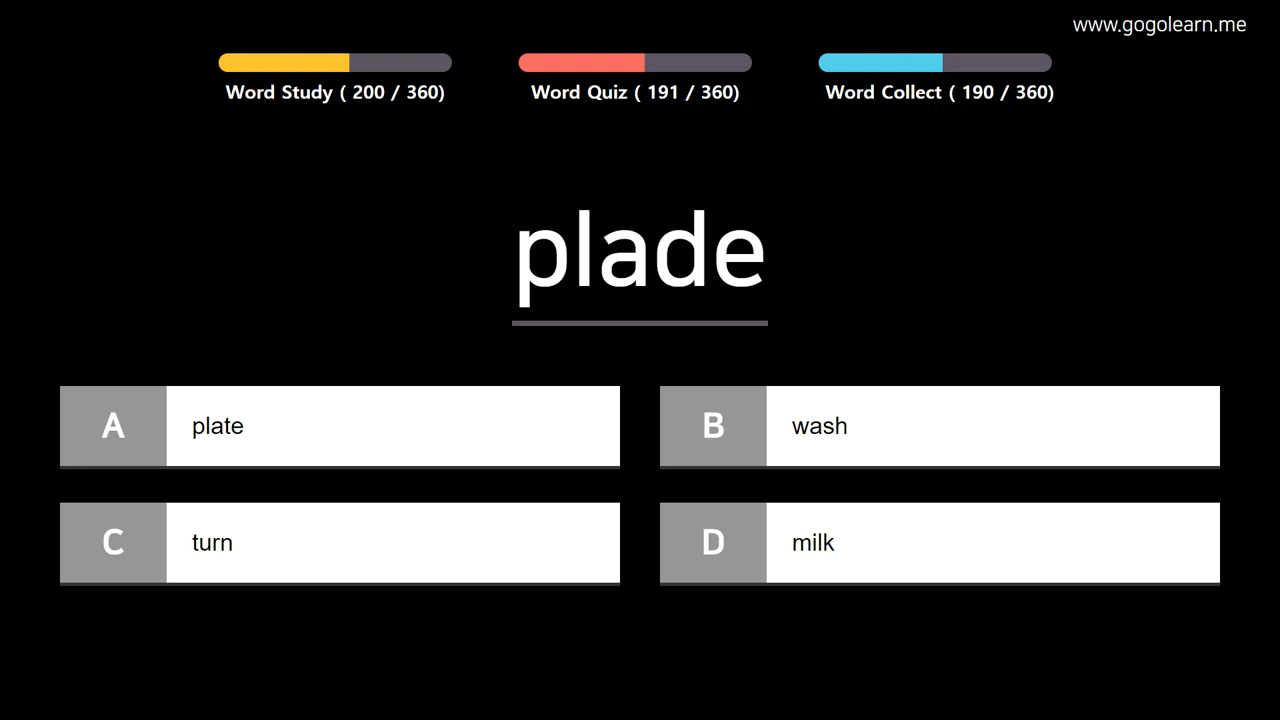 www.gogolearn.me
Word Study ( 200 / 360)
Word Quiz ( 191 / 360)
Word Collect ( 190 / 360)
plade
A plate
B wash
C turn
D milk